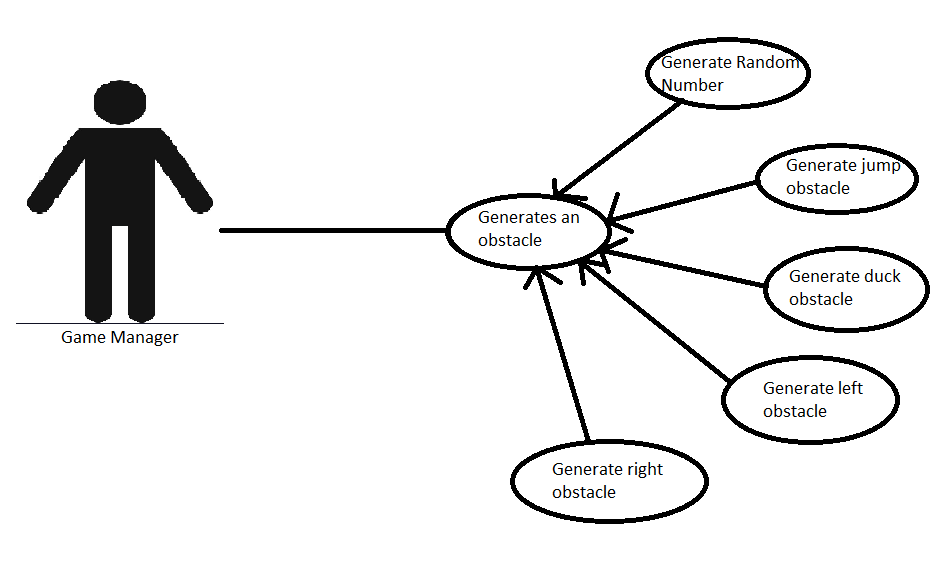 Generate Random
Number
Generate jump
obstacle
Generates an
obstacle
Generate duck
obstacle
Game Manager
Generate left
obstacle
Generate right
obstacle